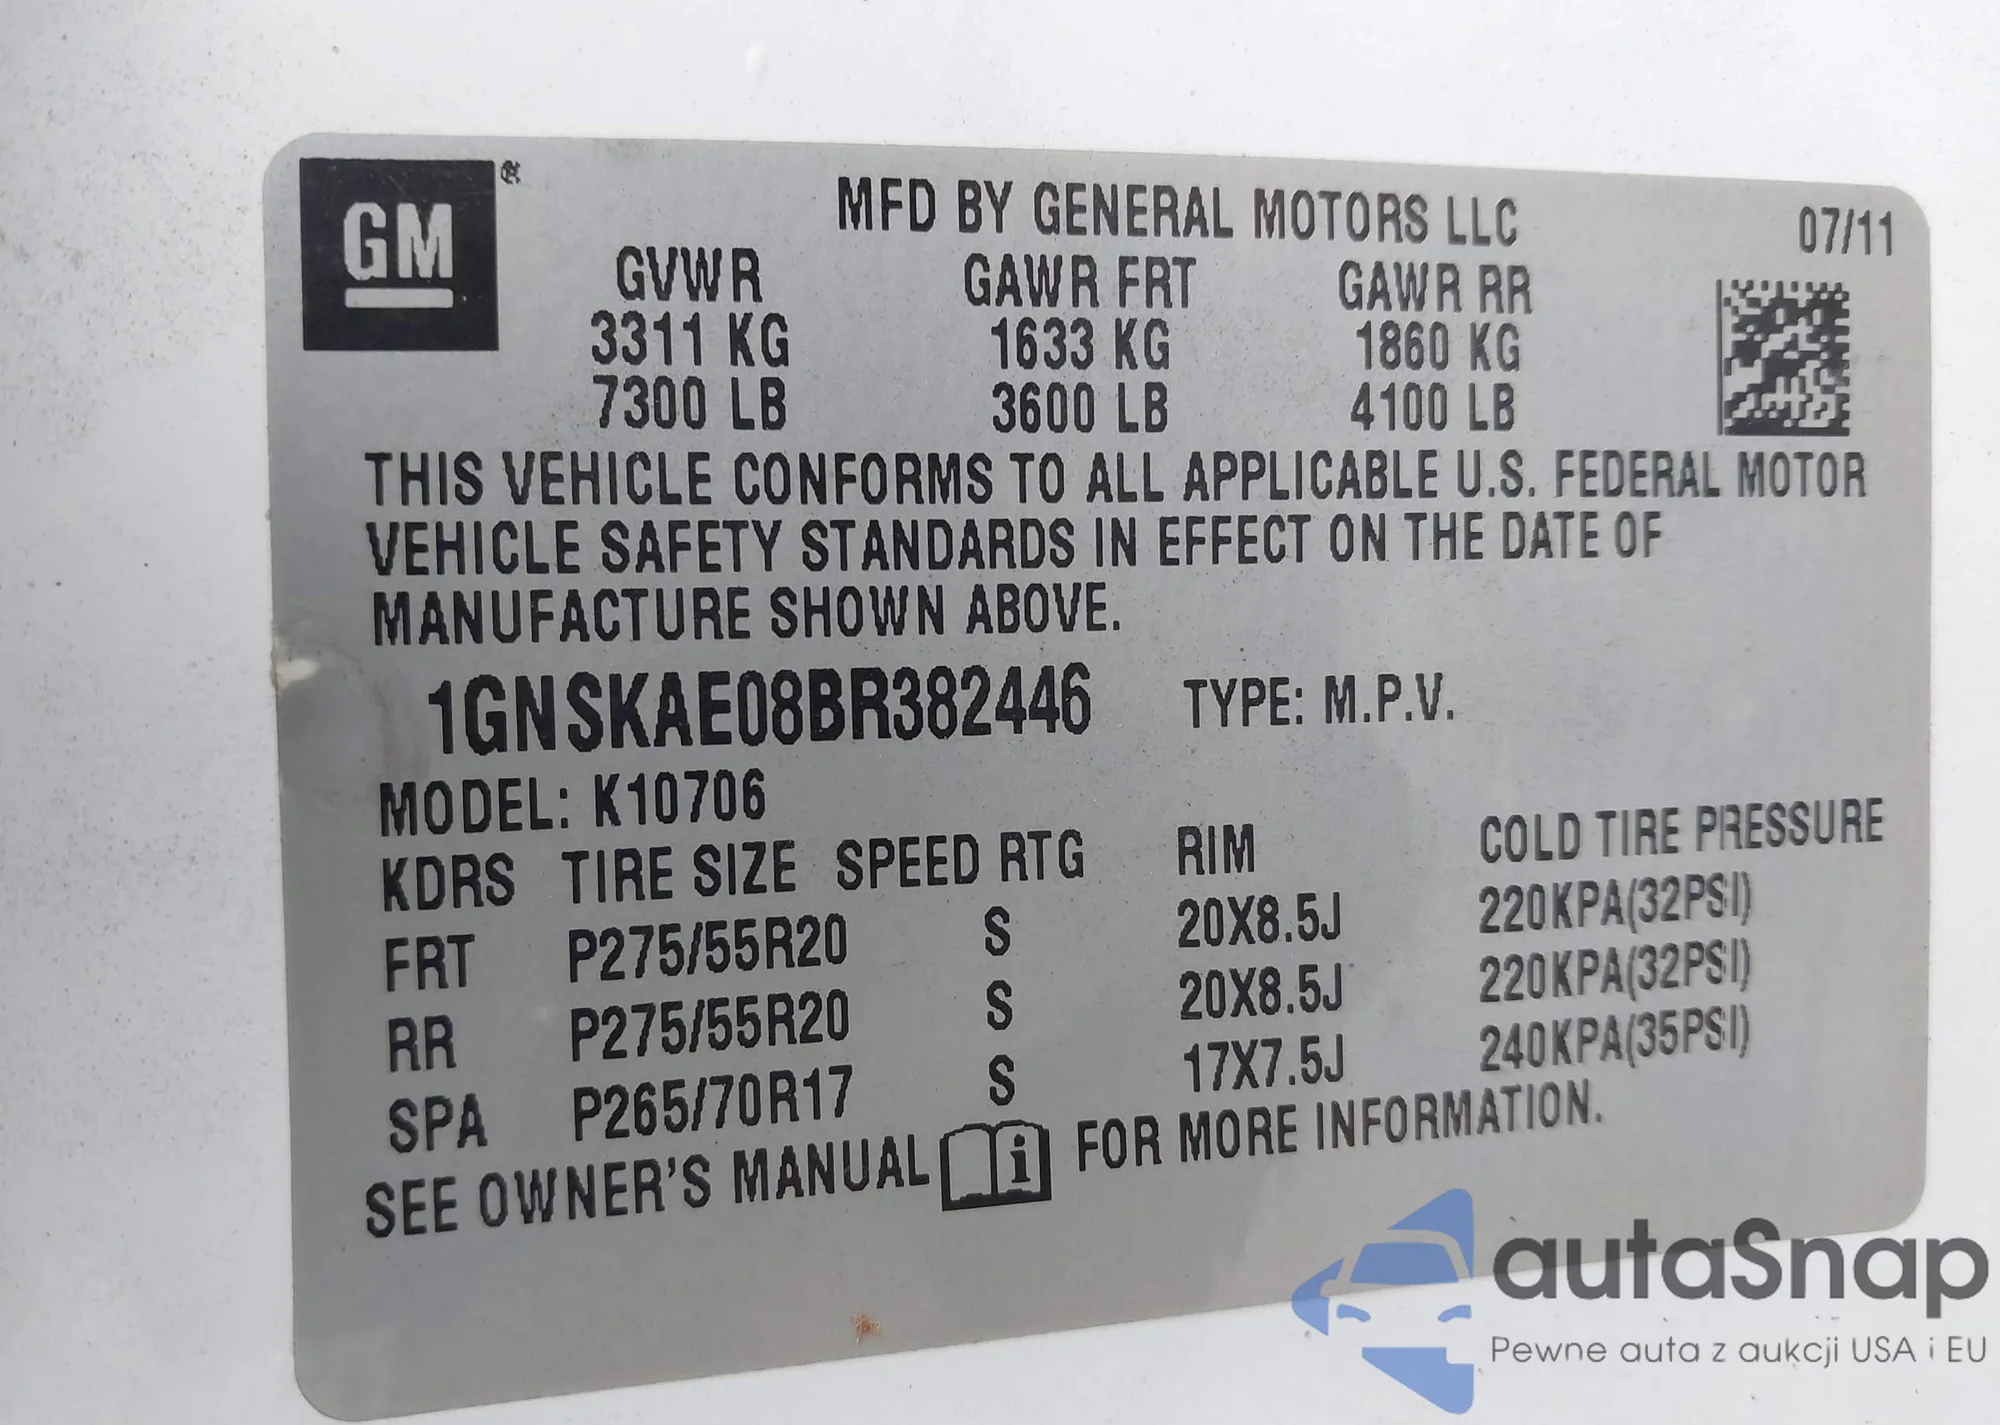 GM®
MFD BY GENERAL MOTORS LLC 07/11
GVWR GAWR FRT GAWR RR
3311 KG 1633 KG 1860 KG
7300 LB 3600 LB 4100 LB
THIS VEHICLE CONFORMS TO ALL APPLICABLE U.S. FEDERAL MOTOR
VEHICLE SAFETY STANDARDS IN EFFECT ON THE DATE OF
MANUFACTURE SHOWN ABOVE.
1GNSKAE08BR382446 TYPE: M.P.V.
MODEL: K10706
KDRS TIRE SIZE SPEED RTG RIM COLD TIRE PRESSURE
FRT P275/55R20 S 20X8.5J 220KPA(32PSI)
RR P275/55R20 S 20X8.5J 220KPA(32PSI)
SPA P265/70R17 S 17X7.5J 240KPA(35PSI)
SEE OWNER'S MANUAL i FOR MORE INFORMATION.
autaSnap
Pewne auta z aukcji USA i EU